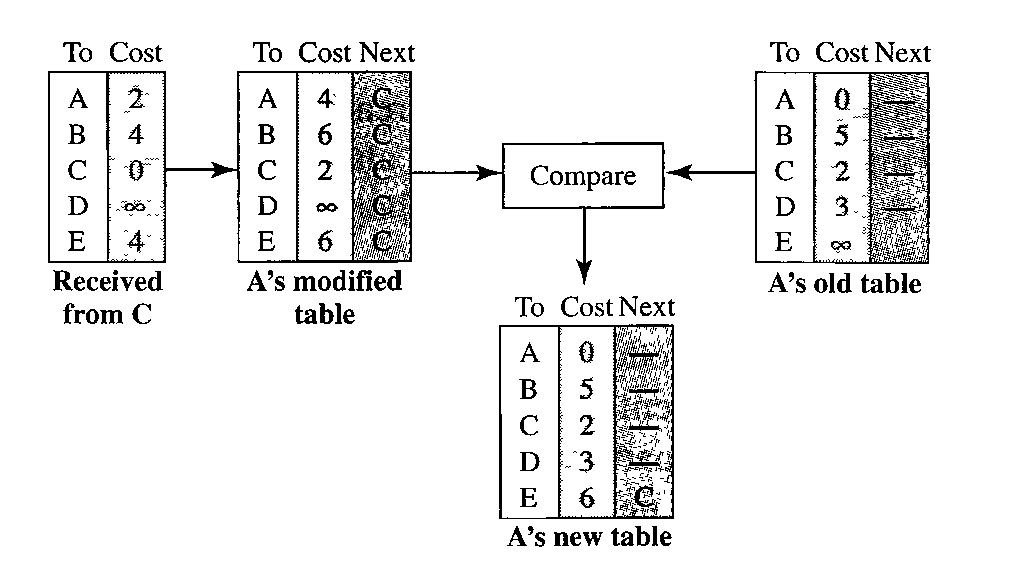 To Cost
A 2
B 4
C 0
D ∞
E 4
Received
from C
To Cost Next
A 4 C
B 6 C
C 2 C
D ∞ C
E 6 C
A's modified
table
Compare
To Cost Next
A 0 —
B 5 —
C 2 —
D 3 —
E ∞
A's old table
To Cost Next
A 0 —
B 5 —
C 2 —
D 3 —
E 6 C
A's new table